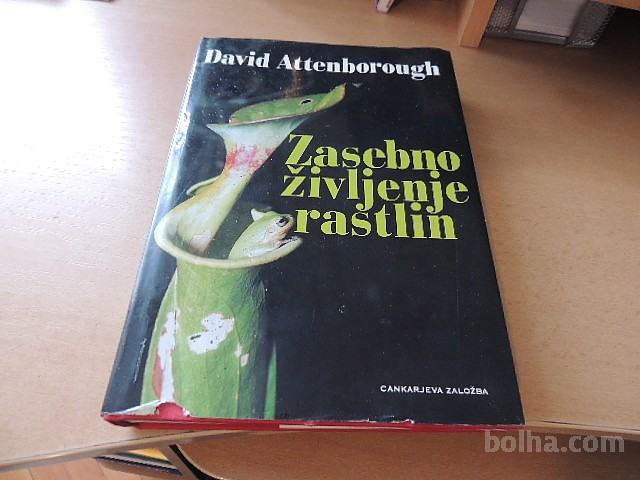 David Attenborough
Zasebno
življenje
rastlin
CANKARJEVA ZALOŽBA
bolha.com